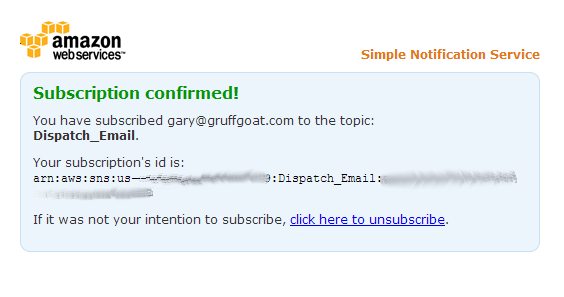 amazon
webservices™
Simple Notification Service
Subscription confirmed!
You have subscribed gary@gruffgoat.com to the topic:
Dispatch_Email.
Your subscription's id is:
arn:aws:sns:us-9:Dispatch_Email:
If it was not your intention to subscribe, click here to unsubscribe.